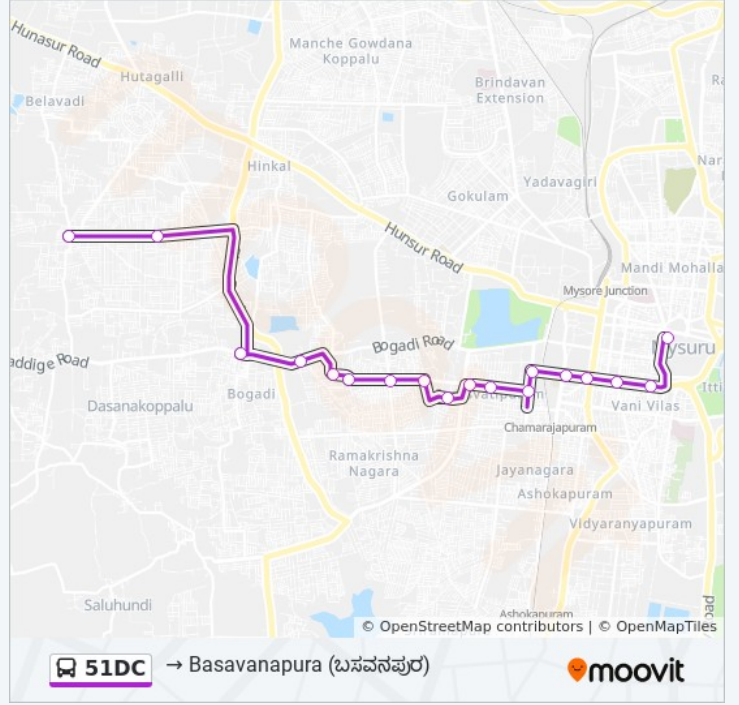 Hunasur Road
Manche Gowdana
Koppalu
Hutagalli
Brindavan
Extension
Belavadi
Hinkal
Yadavagiri
Gokulam
Hunsur Road
Mandi Mohalla
Mysore Junction
Bogadi Road
Mysuru
addige Road
Bogadi
Dasanakoppalu
Vani Vilas
Chamarajapuram
Ramakrishna
Nagara
Jayanagara
Ashokapuram
Vidyaranyapuram
Saluhundi
Ashokapuram
© OpenStreetMap contributors | © OpenMapTiles
51DC
→ Basavanapura (ಬಸವನಪುರ)
moovit